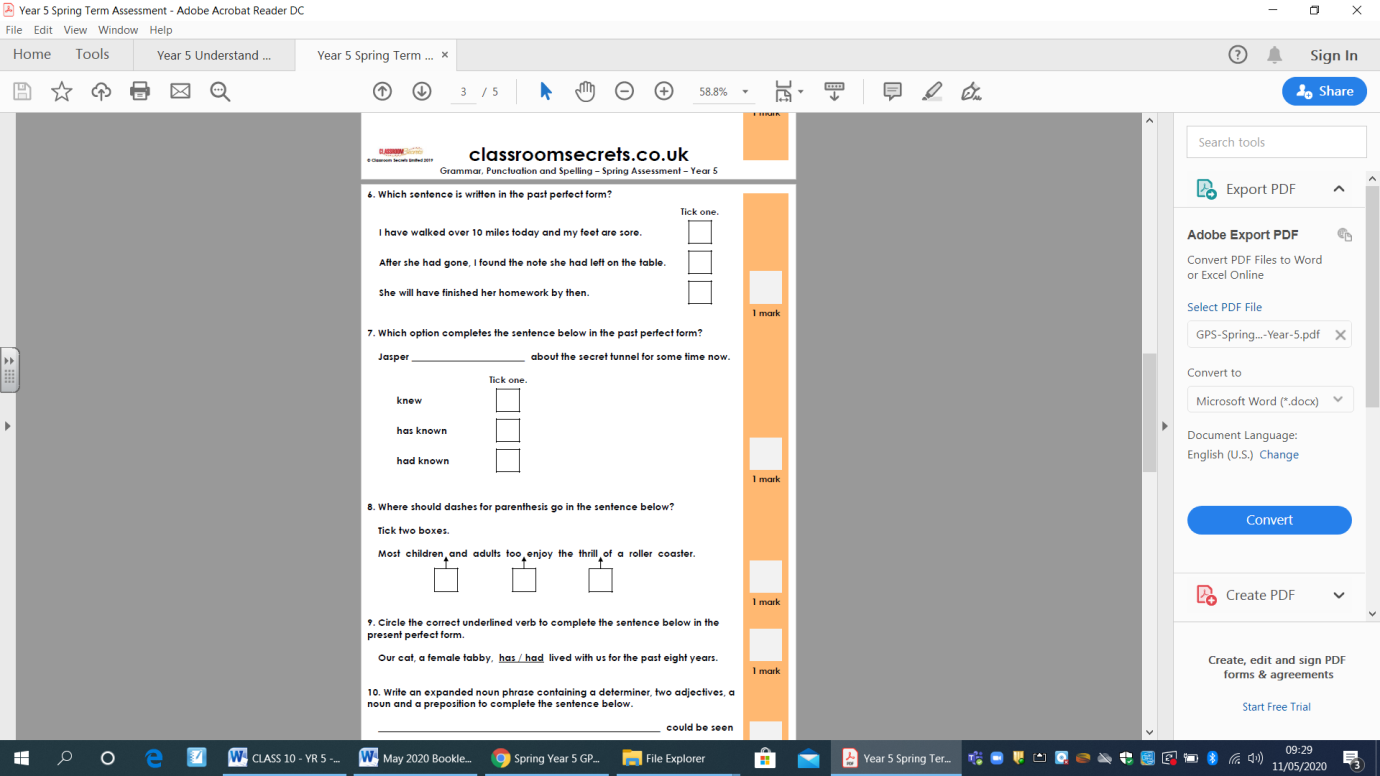 Year 5 Spring Term Assessment - Adobe Acrobat Reader DC
File Edit View Window Help
Home Tools Year 5 Understand ... Year 5 Spring Term ... × Sign In
3 / 5 58.8% Share
1 mark
© Classroom Secrets Limited 2019
classroomsecrets.co.uk
Grammar, Punctuation and Spelling – Spring Assessment – Year 5
6. Which sentence is written in the past perfect form?
Tick one.
I have walked over 10 miles today and my feet are sore.
After she had gone, I found the note she had left on the table.
She will have finished her homework by then.
1 mark
7. Which option completes the sentence below in the past perfect form?
Jasper ______________________ about the secret tunnel for some time now.
Tick one.
knew
has known
had known
1 mark
8. Where should dashes for parenthesis go in the sentence below?
Tick two boxes.
Most children and adults too enjoy the thrill of a roller coaster.
1 mark
9. Circle the correct underlined verb to complete the sentence below in the
present perfect form.
Our cat, a female tabby, has / had lived with us for the past eight years.
1 mark
10. Write an expanded noun phrase containing a determiner, two adjectives, a
noun and a preposition to complete the sentence below.
______________________ could be seen
Search tools
Export PDF
Adobe Export PDF
Convert PDF Files to Word
or Excel Online
Select PDF File
GPS-Spring...-Year-5.pdf
Convert to
Microsoft Word (*.docx)
Document Language:
English (U.S.) Change
Convert
Create PDF
Create, edit and sign PDF
forms & agreements
Start Free Trial
CLASS 10 - YR 5 -... May 2020 Bookle... Spring Year 5 GP... File Explorer Year 5 Spring Ter... 09:29
11/05/2020
3